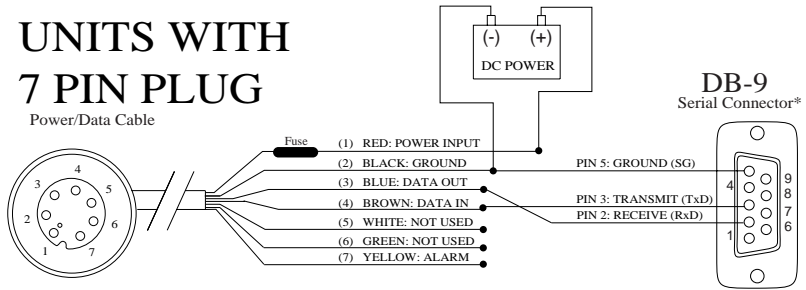 UNITS WITH
7 PIN PLUG
Power/Data Cable
(-) (+)
DC POWER
DB-9
Serial Connector*
Fuse
(1) RED: POWER INPUT
(2) BLACK: GROUND
(3) BLUE: DATA OUT
(4) BROWN: DATA IN
(5) WHITE: NOT USED
(6) GREEN: NOT USED
(7) YELLOW: ALARM
PIN 5: GROUND (SG)
PIN 3: TRANSMIT (TxD)
PIN 2: RECEIVE (RxD)
1
2
3
4
5
6
7
4
1
9
8
7
6